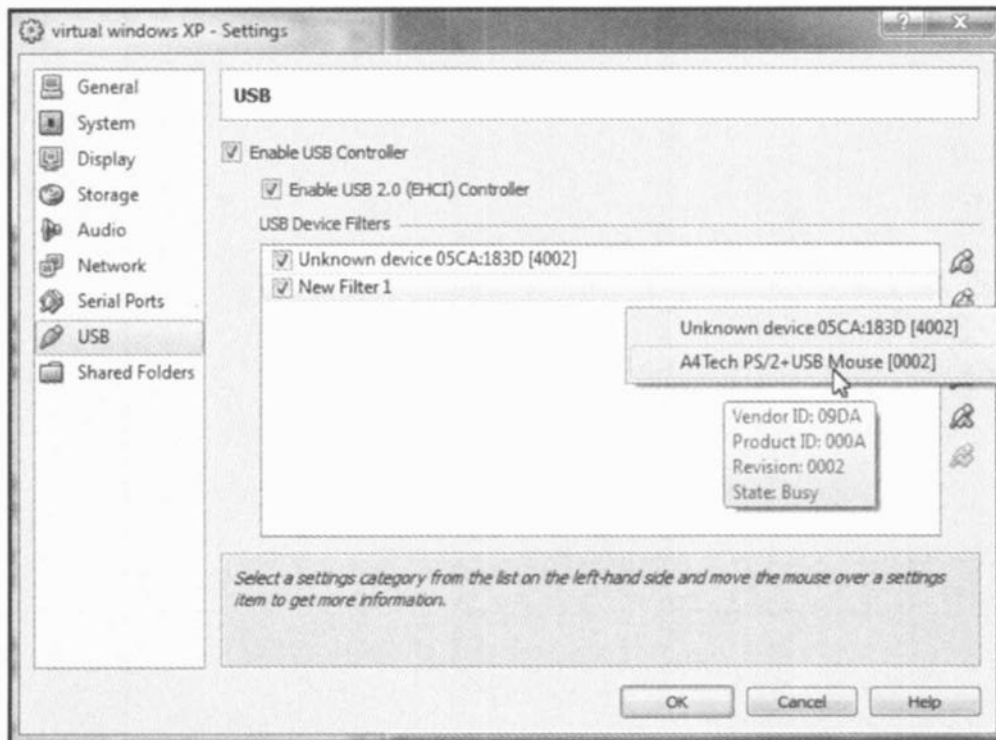 virtual windows XP - Settings
?
X
General
System
Display
Storage
Audio
Network
Serial Ports
USB
Shared Folders
USB
Enable USB Controller
Enable USB 2.0 (EHCI) Controller
USB Device Filters
Unknown device 05CA:183D [4002]
New Filter 1
Unknown device 05CA:183D [4002]
A4Tech PS/2+USB Mouse [0002]
Vendor ID: 09DA
Product ID: 000A
Revision: 0002
State: Busy
Select a settings category from the list on the left-hand side and move the mouse over a settings
item to get more information.
OK
Cancel
Help